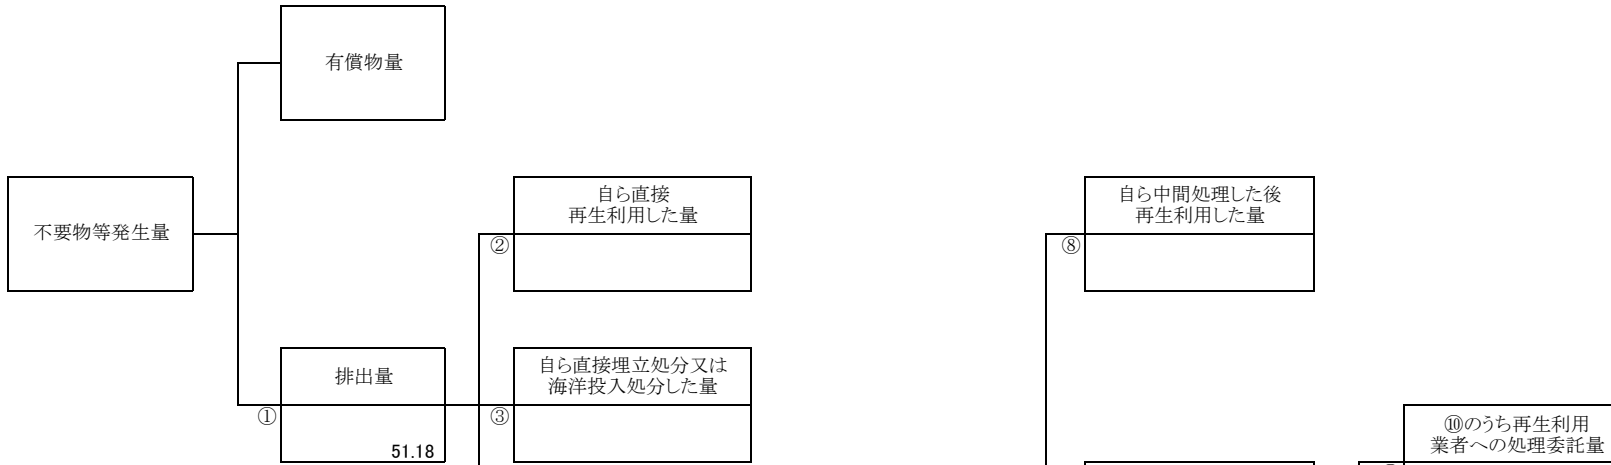 有償物量
不要物等発生量
自ら直接
再生利用した量
②
自ら中間処理した後
再生利用した量
⑧
排出量
①
51.18
自ら直接埋立処分又は
海洋投入処分した量
③
⑩のうち再生利用
業者への処理委託量